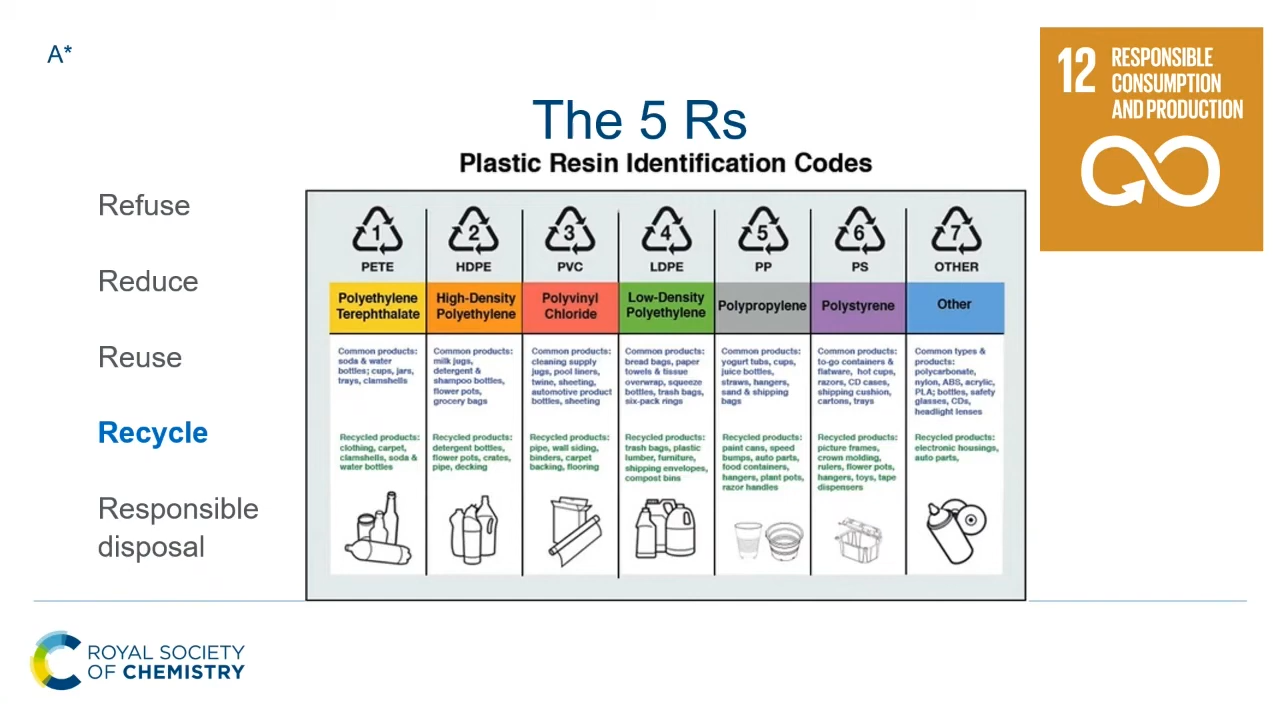 A*
12 RESPONSIBLE
CONSUMPTION
AND PRODUCTION
The 5 Rs
Plastic Resin Identification Codes
Refuse
Reduce
Reuse
Recycle
Responsible
disposal
1
PETE
Polyethylene
Terephthalate
Common products:
soda & water
bottles; cups, jars,
trays, clamshells
Recycled products:
clothing, carpet,
clamshells, soda &
water bottles
2
HDPE
High-Density
Polyethylene
Common products:
milk jugs,
detergent &
shampoo bottles,
flower pots,
grocery bags
Recycled products:
detergent bottles,
flower pots, crates,
pipe, decking
3
PVC
Polyvinyl
Chloride
Common products:
cleaning supply
jugs, pool liners,
twine, sheeting,
automotive product
bottles, sheeting
Recycled products:
pipe, wall siding,
binders, carpet
backing, flooring
4
LDPE
Low-Density
Polyethylene
Common products:
bread bags, paper
towels & tissue
overwrap, squeeze
bottles, trash bags,
six-pack rings
Recycled products:
trash bags, plastic
lumber, furniture,
shipping envelopes,
compost bins
5
PP
Polypropylene
Common products:
yogurt tubs, cups,
juice bottles,
straws, hangers,
sand & shipping
bags
Recycled products:
paint cans, speed
bumps, auto parts,
food containers,
hangers, plant pots,
razor handles
6
PS
Polystyrene
Common products:
to-go containers &
flatware, hot cups,
razors, CD cases,
shipping cushion,
cartons, trays
Recycled products:
picture frames,
crown molding,
rulers, flower pots,
hangers, toys, tape
dispensers
7
OTHER
Other
Common types &
products:
polycarbonate,
nylon, ABS, acrylic,
PLA; bottles, safety
glasses, CDs,
headlight lenses
Recycled products:
electronic housings,
auto parts,
ROYAL SOCIETY
OF CHEMISTRY